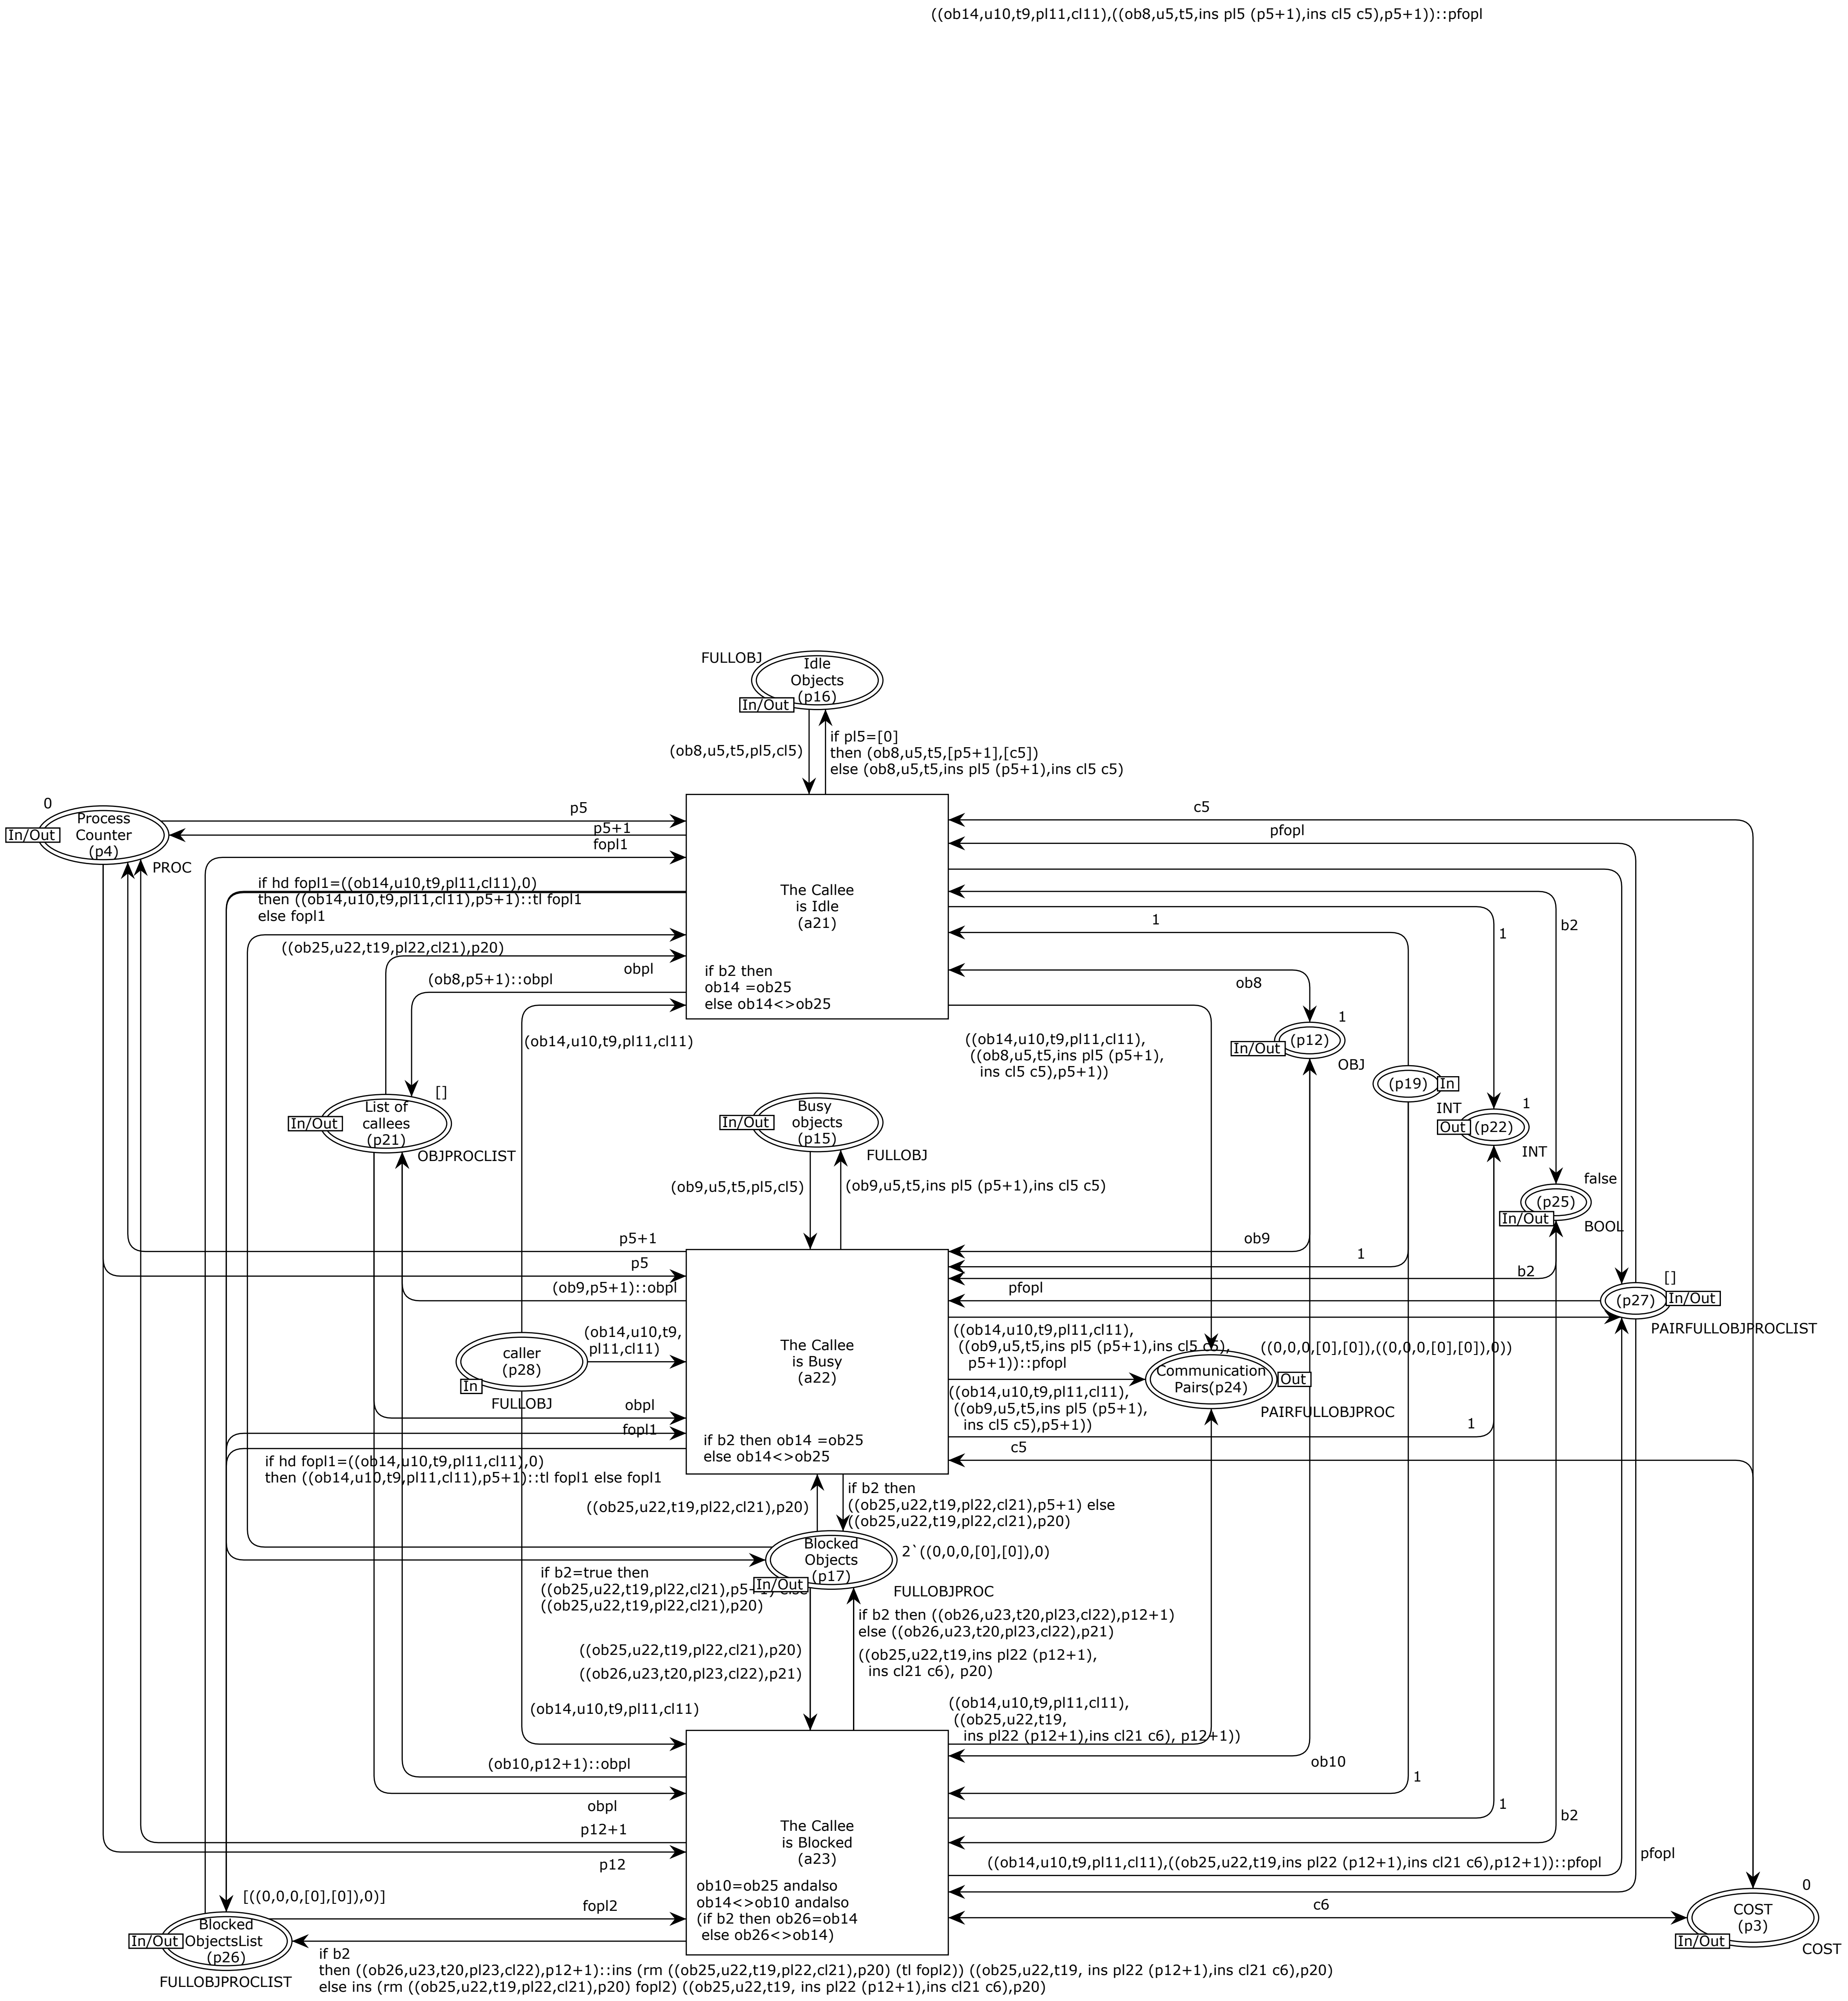 ((ob14,u10,t9,pl11,cl11),((ob8,u5,t5,ins pl5 (p5+1),ins cl5 c5),p5+1))::pfopl
FULLOBJ
Idle
Objects
(p16)
In/Out
(ob8,u5,t5,pl5,cl5)
if pl5=[0]
then (ob8,u5,t5,[p5+1],[c5])
else (ob8,u5,t5,ins pl5 (p5+1),ins cl5 c5)
0
Process
Counter
(p4)
In/Out
PROC
p5
p5+1
fopl1
c5
pfopl
if hd fopl1=((ob14,u10,t9,pl11,cl11),0)
then ((ob14,u10,t9,pl11,cl11),p5+1)::tl fopl1
else fopl1
The Callee
is Idle
(a21)
1
1
b2
((ob25,u22,t19,pl22,cl21),p20)
obpl
(ob8,p5+1)::obpl
if b2 then
ob14 =ob25
else ob14<>ob25
ob8
(ob14,u10,t9,pl11,cl11)
((ob14,u10,t9,pl11,cl11),
((ob8,u5,t5,ins pl5 (p5+1),
ins cl5 c5),p5+1))
1
(p12)
In/Out
OBJ
(p19)
In
INT
1
(p22)
Out
INT
[]
List of
callees
(p21)
In/Out
OBJPROCLIST
Busy
objects
(p15)
In/Out
FULLOBJ
(ob9,u5,t5,pl5,cl5)
(ob9,u5,t5,ins pl5 (p5+1),ins cl5 c5)
false
(p25)
In/Out
BOOL
p5+1
p5
(ob9,p5+1)::obpl
ob9
1
b2
pfopl
[]
(p27)
In/Out
PAIRFULLOBJPROCLIST
caller
(p28)
In
FULLOBJ
(ob14,u10,t9,
pl11,cl11)
The Callee
is Busy
(a22)
((ob14,u10,t9,pl11,cl11),
((ob9,u5,t5,ins pl5 (p5+1),ins cl5 c5),
p5+1))::pfopl
((0,0,0,[0],[0]),((0,0,0,[0],[0]),0))
Communication
Pairs(p24)
Out
PAIRFULLOBJPROC
((ob14,u10,t9,pl11,cl11),
((ob9,u5,t5,ins pl5 (p5+1),
ins cl5 c5),p5+1))
obpl
fopl1
if b2 then ob14 =ob25
else ob14<>ob25
1
c5
if hd fopl1=((ob14,u10,t9,pl11,cl11),0)
then ((ob14,u10,t9,pl11,cl11),p5+1)::tl fopl1 else fopl1
((ob25,u22,t19,pl22,cl21),p20)
if b2 then
((ob25,u22,t19,pl22,cl21),p5+1) else
((ob25,u22,t19,pl22,cl21),p20)
Blocked
Objects
(p17)
In/Out
2`((0,0,0,[0],[0]),0)
FULLOBJPROC
if b2=true then
((ob25,u22,t19,pl22,cl21),p5+1) else
((ob25,u22,t19,pl22,cl21),p20)
if b2 then ((ob26,u23,t20,pl23,cl22),p12+1)
else ((ob26,u23,t20,pl23,cl22),p21)
((ob25,u22,t19,pl22,cl21),p20)
((ob26,u23,t20,pl23,cl22),p21)
((ob25,u22,t19,ins pl22 (p12+1),
ins cl21 c6), p20)
(ob14,u10,t9,pl11,cl11)
((ob14,u10,t9,pl11,cl11),
((ob25,u22,t19,
ins pl22 (p12+1),ins cl21 c6), p12+1))
(ob10,p12+1)::obpl
ob10
1
obpl
1
The Callee
is Blocked
(a23)
p12+1
b2
p12
pfopl
((ob14,u10,t9,pl11,cl11),((ob25,u22,t19,ins pl22 (p12+1),ins cl21 c6),p12+1))::pfopl
ob10=ob25 andalso
ob14<>ob10 andalso
(if b2 then ob26=ob14
else ob26<>ob14)
[((0,0,0,[0],[0]),0)]
fopl2
c6
0
COST
(p3)
In/Out
COST
Blocked
ObjectsList
(p26)
In/Out
FULLOBJPROCLIST
if b2
then ((ob26,u23,t20,pl23,cl22),p12+1)::ins (rm ((ob25,u22,t19,pl22,cl21),p20) (tl fopl2)) ((ob25,u22,t19, ins pl22 (p12+1),ins cl21 c6),p20)
else ins (rm ((ob25,u22,t19,pl22,cl21),p20) fopl2) ((ob25,u22,t19, ins pl22 (p12+1),ins cl21 c6),p20)